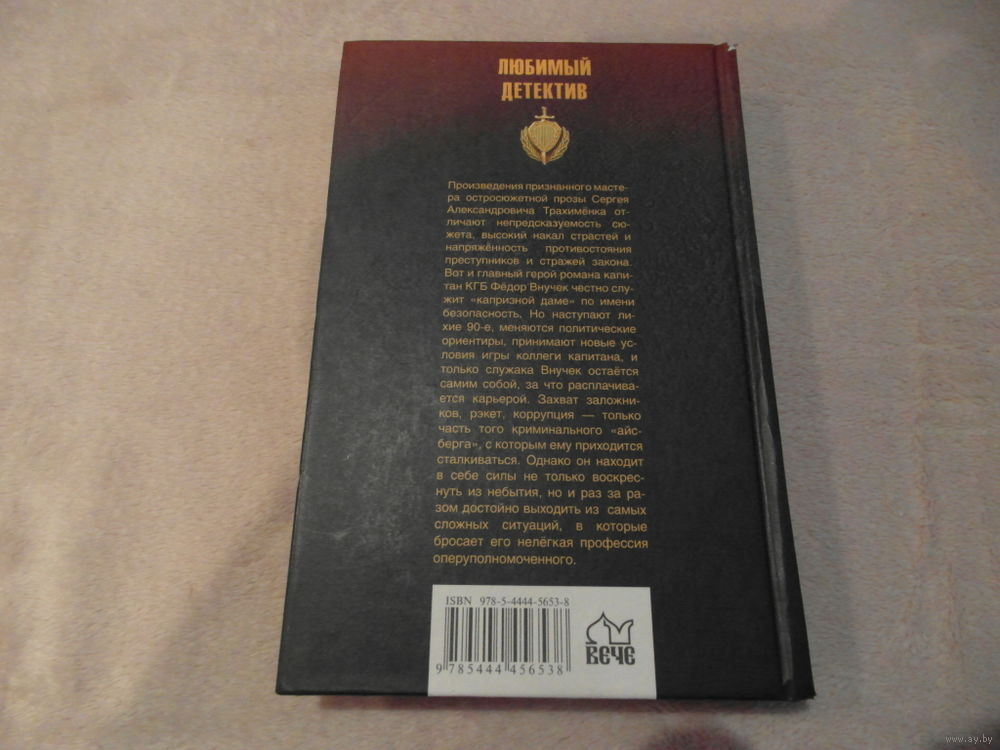 ЛЮБИМЫЙ
ДЕТЕКТИВ
Произведения признанного масте-
ра остросюжетной прозы Сергея
Александровича Трахимёнка от-
личают непредсказуемость сю-
жета, высокий накал страстей и
напряжённость противостояния
преступников и стражей закона.
Вот и главный герой романа капи-
тан КГБ Фёдор Внучек честно слу-
жит «капризной даме» по имени
безопасность. Но наступают ли-
хие 90-е, меняются политические
ориентиры, принимают новые ус-
ловия игры коллеги капитана, и
только служака Внучек остаётся
самим собой, за что расплачива-
ется карьерой. Захват заложни-
ков, рэкет, коррупция — только
часть того криминального «айс-
берга», с которым ему приходится
сталкиваться. Однако он находит
в себе силы не только воскрес-
нуть из небытия, но и раз за ра-
зом достойно выходить из самых
сложных ситуаций, в которые
бросает его нелёгкая профессия
оперуполномоченного.
ISBN 978-5-4444-5653-8
9 785444 456538
ВЕЧЕ
www.ay.by